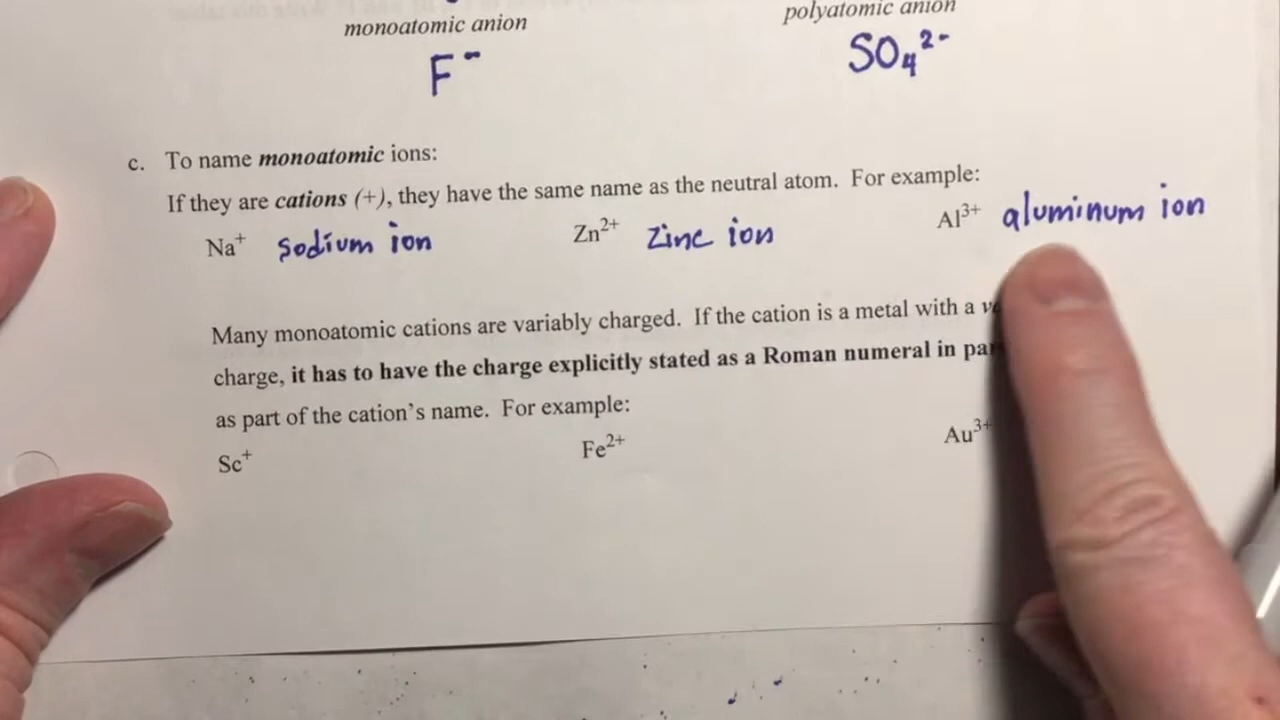 monoatomic anion polyatomic anion
F⁻ SO₄²⁻
c. To name monoatomic ions:
If they are cations (+), they have the same name as the neutral atom. For example:
Na⁺ sodium ion Zn²⁺ zinc ion Al³⁺ aluminum ion
Many monoatomic cations are variably charged. If the cation is a metal with a
charge, it has to have the charge explicitly stated as a Roman numeral in
as part of the cation's name. For example:
Sc⁺ Fe²⁺ Au³⁺